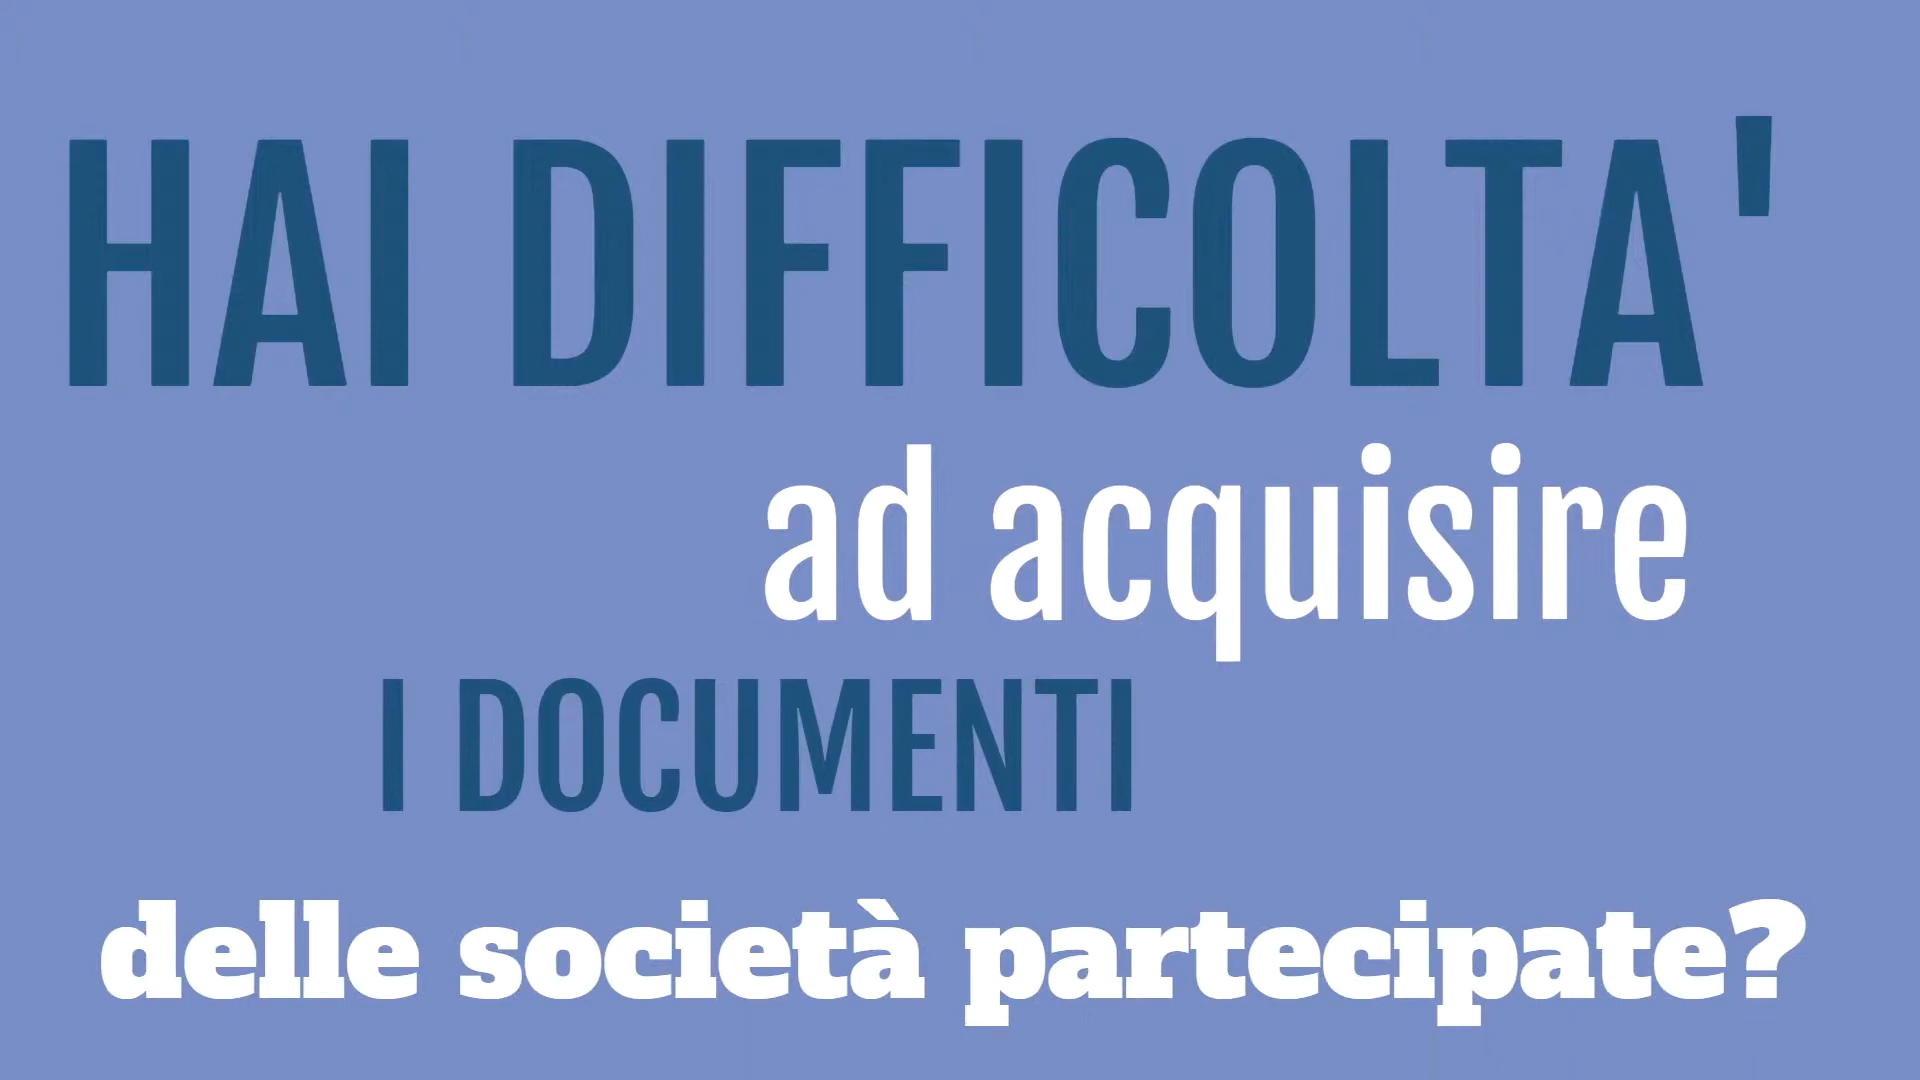 HAI DIFFICOLTA'
ad acquisire
I DOCUMENTI
delle società partecipate?